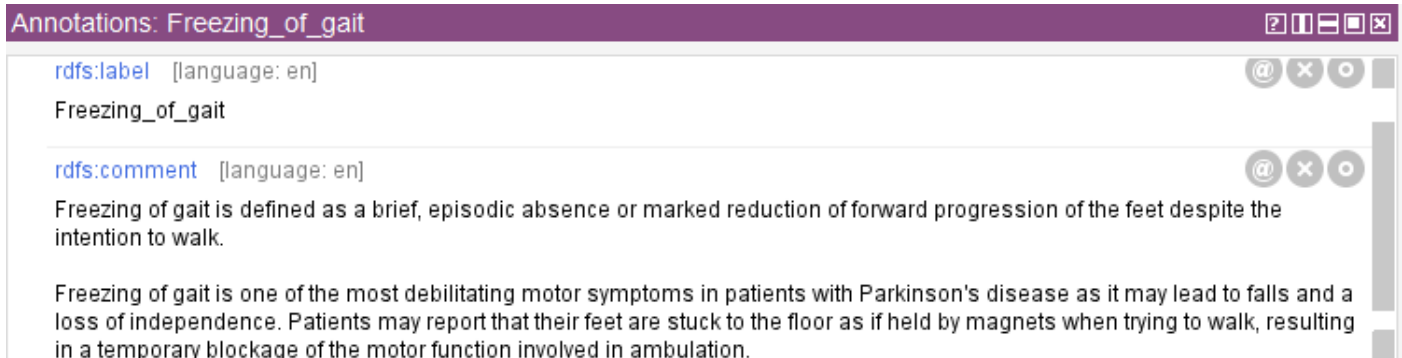 Annotations: Freezing_of_gait
rdfs:label [language: en]
Freezing_of_gait
rdfs:comment [language: en]
Freezing of gait is defined as a brief, episodic absence or marked reduction of forward progression of the feet despite the
intention to walk.
Freezing of gait is one of the most debilitating motor symptoms in patients with Parkinson's disease as it may lead to falls and a
loss of independence. Patients may report that their feet are stuck to the floor as if held by magnets when trying to walk, resulting
in a temporary blockage of the motor function involved in ambulation.